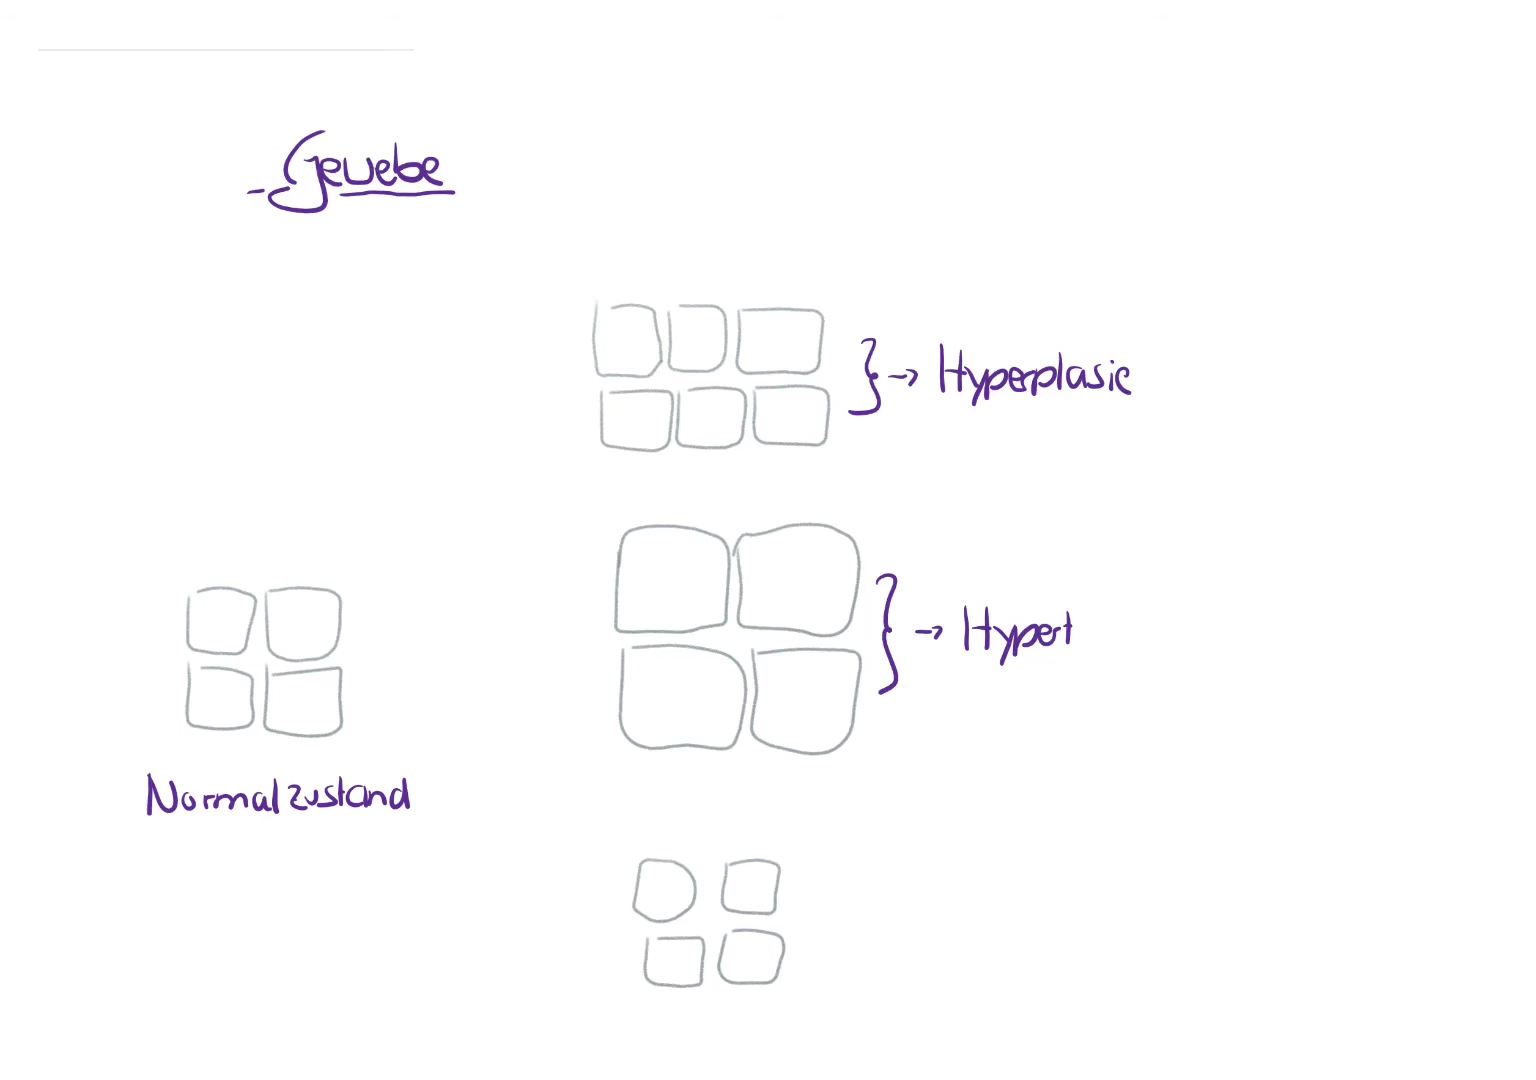 - Gewebe
} → Hyperplasie
} → Hypert
Normalzustand